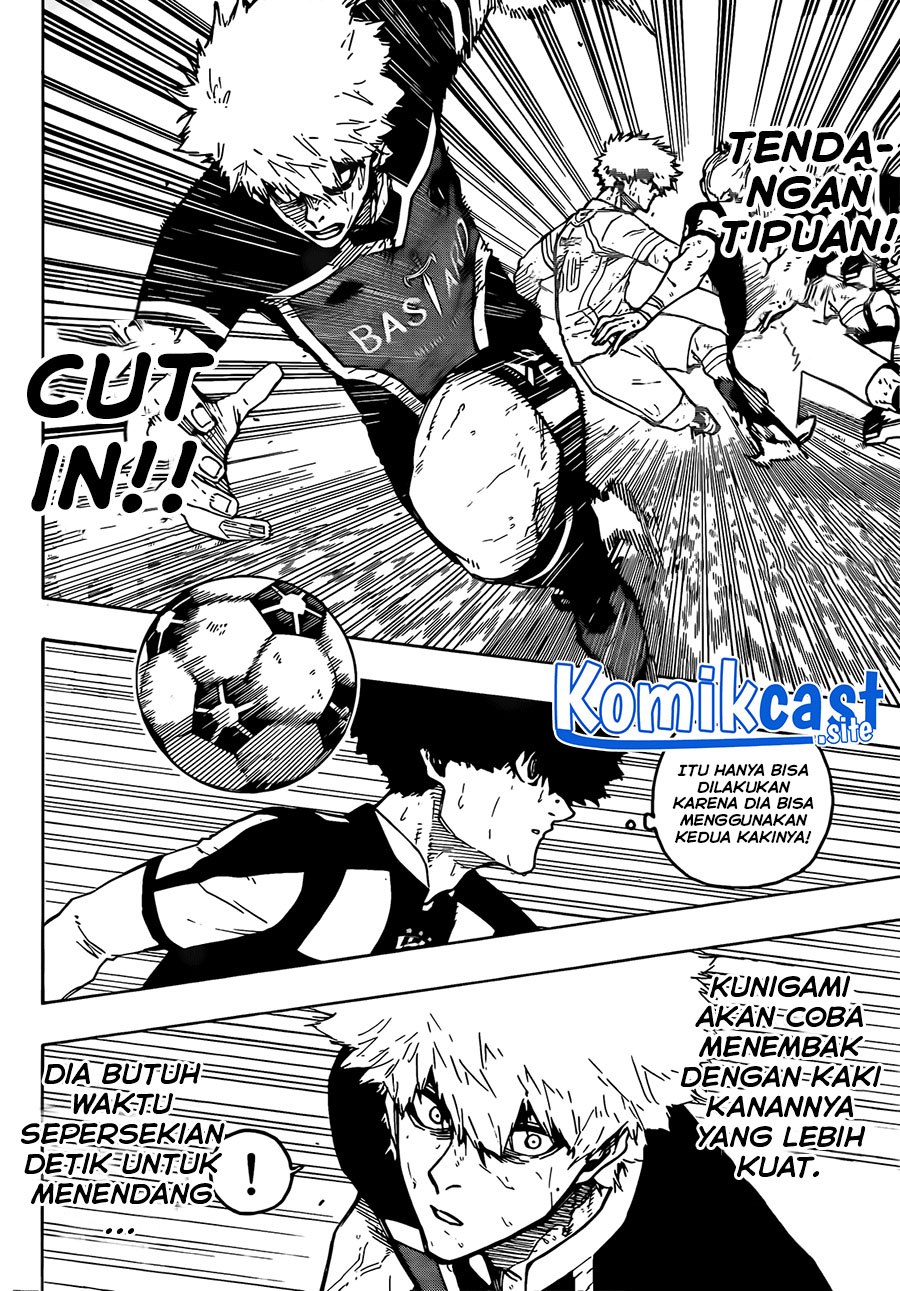 TENDA-
NGAN
TIPUAN!
CUT
IN!!
BASTARD
Komikcast
.site
ITU HANYA BISA
DILAKUKAN
KARENA DIA BISA
MENGGUNAKAN
KEDUA KAKINYA!
KUNIGAMI
AKAN COBA
MENEMBAK
DENGAN KAKI
KANANNYA
YANG LEBIH
KUAT.
DIA BUTUH
WAKTU
SEPERSEKIAN
DETIK UNTUK
MENENDANG
...
!